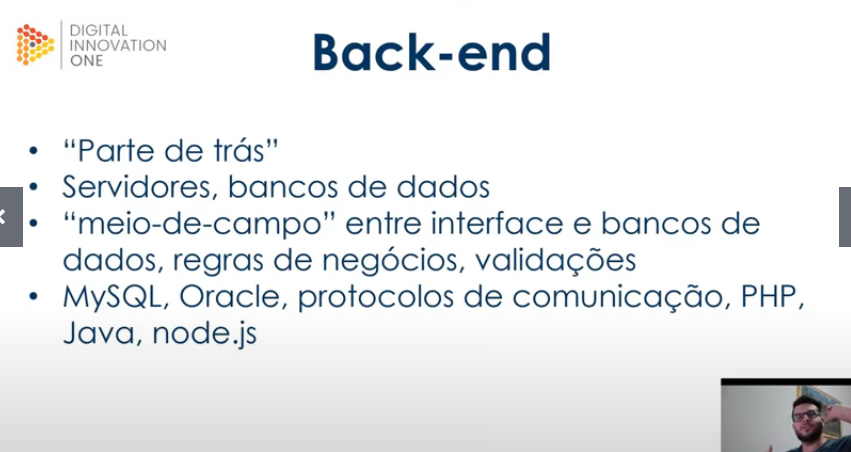 DIGITAL
INNOVATION
ONE
Back-end
• “Parte de trás”
• Servidores, bancos de dados
• “meio-de-campo” entre interface e bancos de
dados, regras de negócios, validações
• MySQL, Oracle, protocolos de comunicação, PHP,
Java, node.js